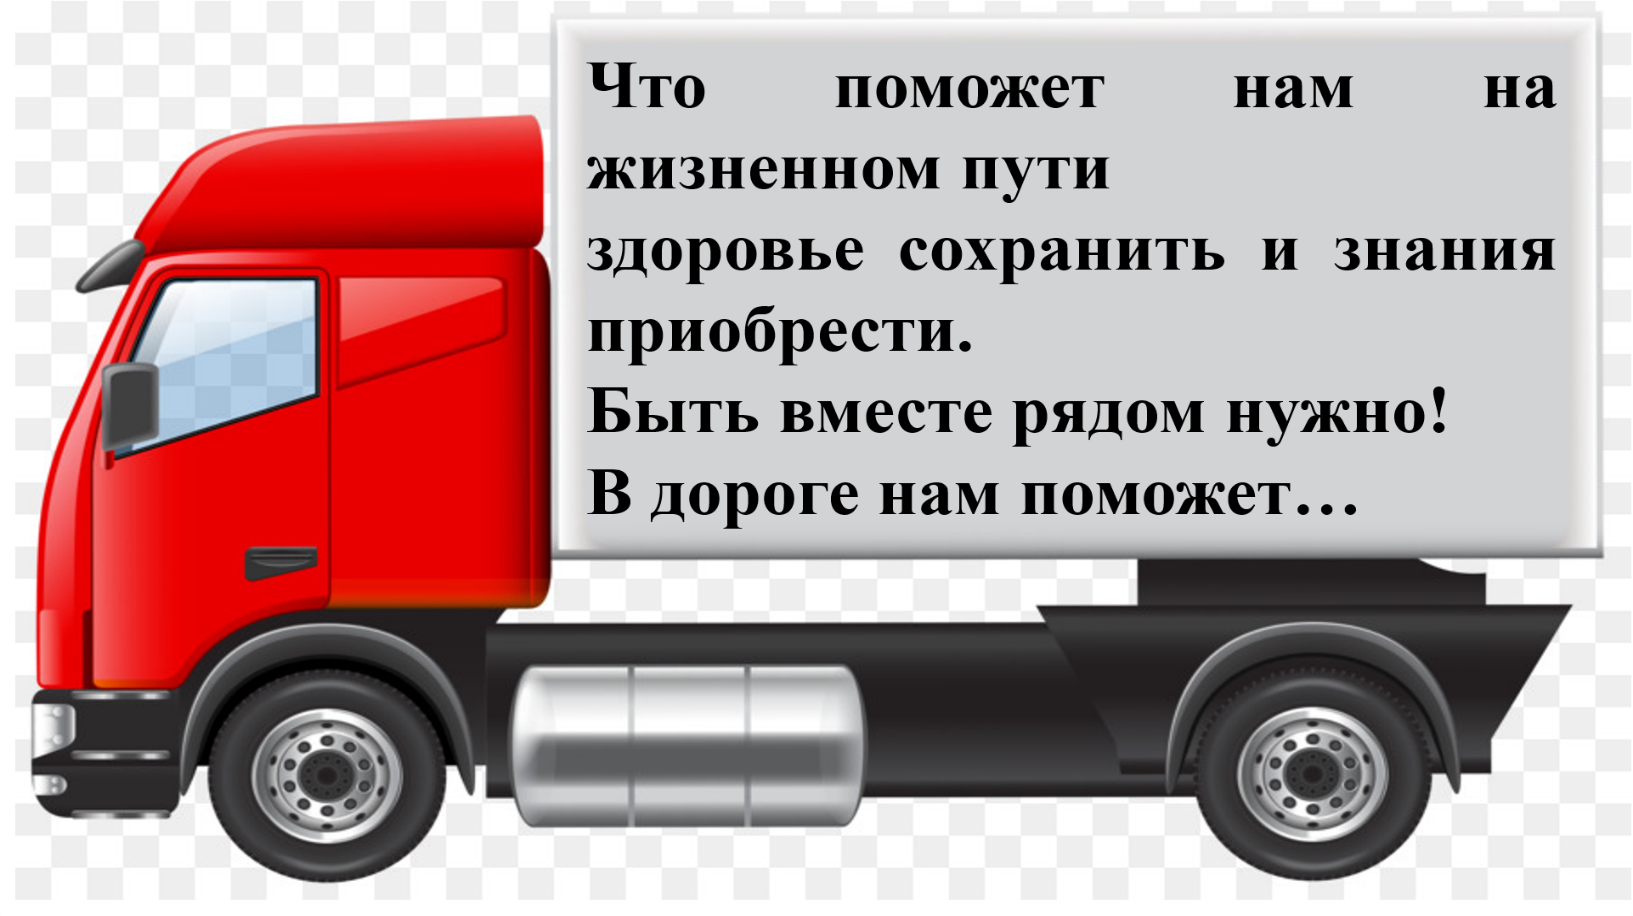 Что поможет нам на
жизненном пути
здоровье сохранить и знания
приобрести.
Быть вместе рядом нужно!
В дороге нам поможет…